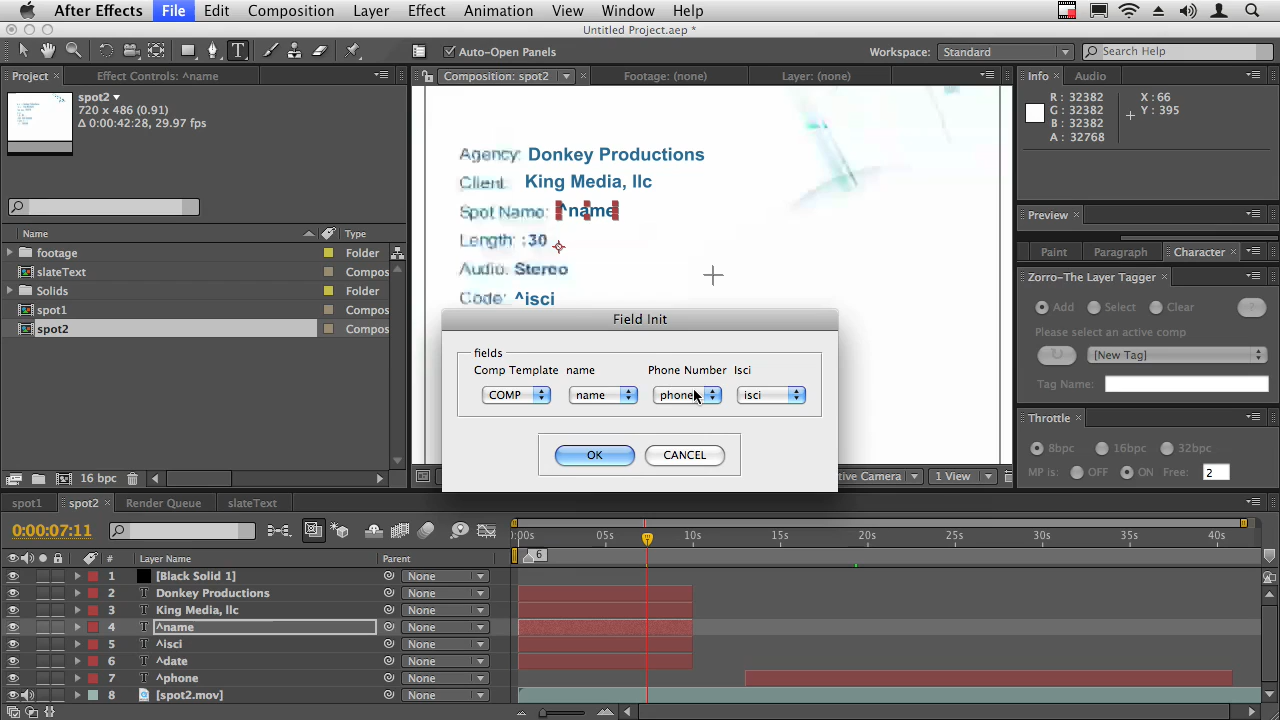 After Effects File Edit Composition Layer Effect Animation View Window Help
Untitled Project.aep *
T Auto-Open Panels Workspace: Standard Search Help
Project Effect Controls: ^name Composition: spot2 Footage: (none) Layer: (none) Info Audio
spot2
720 x 486 (0.91)
Δ 0:00:42:28, 29.97 fps
R : 32382 X : 66
G : 32382 Y : 395
B : 32382
A : 32768
Agency: Donkey Productions
Client: King Media, llc
Spot Name: ^name
Length: :30
Audio: Stereo
Code: ^isci
Preview
Paint Paragraph Character
Name Type
footage Folder
slateText Compos
Solids Folder
spot1 Compos
spot2 Compos
16 bpc
Zorro-The Layer Tagger
Add Select Clear ?
Please select an active comp
[New Tag]
Tag Name:
Throttle
8bpc 16bpc 32bpc
MP is: OFF ON Free: 2
Field Init
fields
Comp Template name Phone Number Isci
COMP name phone isci
OK CANCEL
tive Camera 1 View
spot1 spot2 Render Queue slateText
0:00:07:11
):00s 05s 10s 15s 20s 25s 30s 35s 40s
6
# Layer Name Parent
1 [Black Solid 1] None
2 T Donkey Productions None
3 T King Media, llc None
4 T ^name None
5 T ^isci None
6 T ^date None
7 T ^phone None
8 [spot2.mov] None